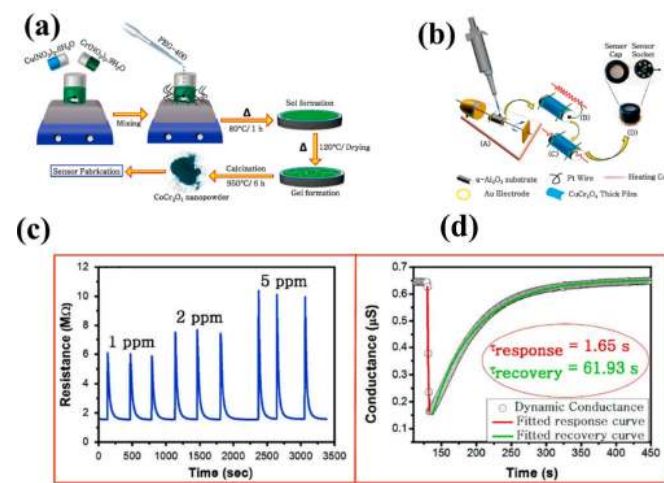 (a)
Cu(NO₃)₂.6H₂O
Cr(NO₃)₃.9H₂O
PEG-400
Mixing
Δ
80°C/ 1 h
Sol formation
Δ
120°C/ Drying
Gel formation
Calcination
950°C/ 6 h
CoCr₂O₄ nanopowder
Sensor Fabrication
(b)
Sensor
Cap
Sensor
Socket
(A)
(B)
(C)
(D)
α-Al₂O₃ substrate
Pt Wire
Heating
Au Electrode
CuCr₂O₄ Thick Film
(c)
Resistance (MΩ)
12
10
8
6
4
2
0
1 ppm
2 ppm
5 ppm
0 500 1000 1500 2000 2500 3000 3500
Time (sec)
(d)
Conductance (μS)
0.7
0.6
0.5
0.4
0.3
0.2
0.1
τresponse = 1.65 s
τrecovery = 61.93 s
Dynamic Conductance
Fitted response curve
Fitted recovery curve
150 200 250 300 350 400 450
Time (s)